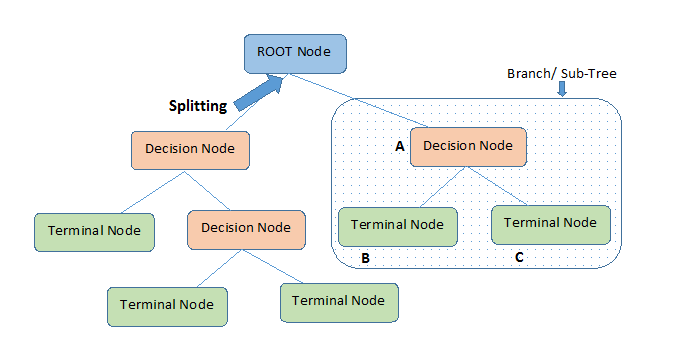 ROOT Node
Branch/ Sub-Tree
Splitting
Decision Node
A
Decision Node
Terminal Node
Decision Node
Terminal Node
Terminal Node
B
C
Terminal Node
Terminal Node